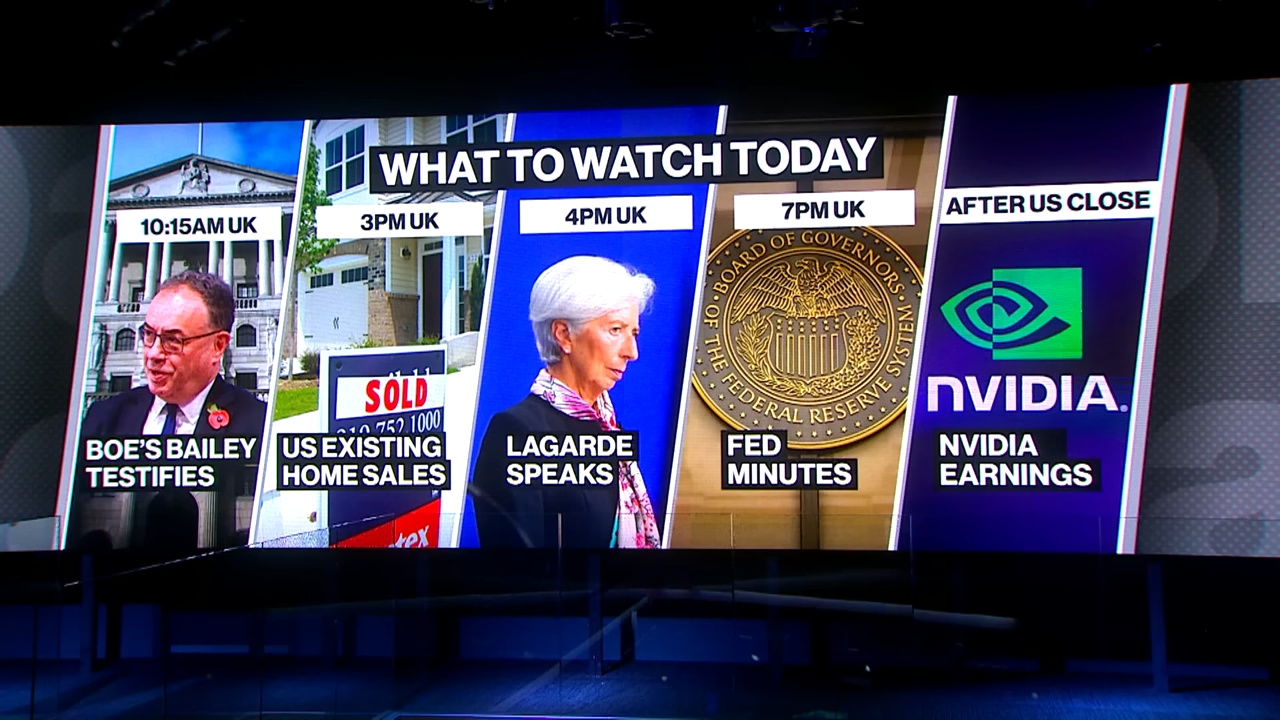 WHAT TO WATCH TODAY
10:15AM UK
BOE'S BAILEY
TESTIFIES
3PM UK
SOLD
752.1000
US EXISTING
HOME SALES
4PM UK
LAGARDE
SPEAKS
7PM UK
BOARD OF GOVERNORS
OF THE FEDERAL RESERVE SYSTEM
FED
MINUTES
AFTER US CLOSE
NVIDIA.
NVIDIA
EARNINGS